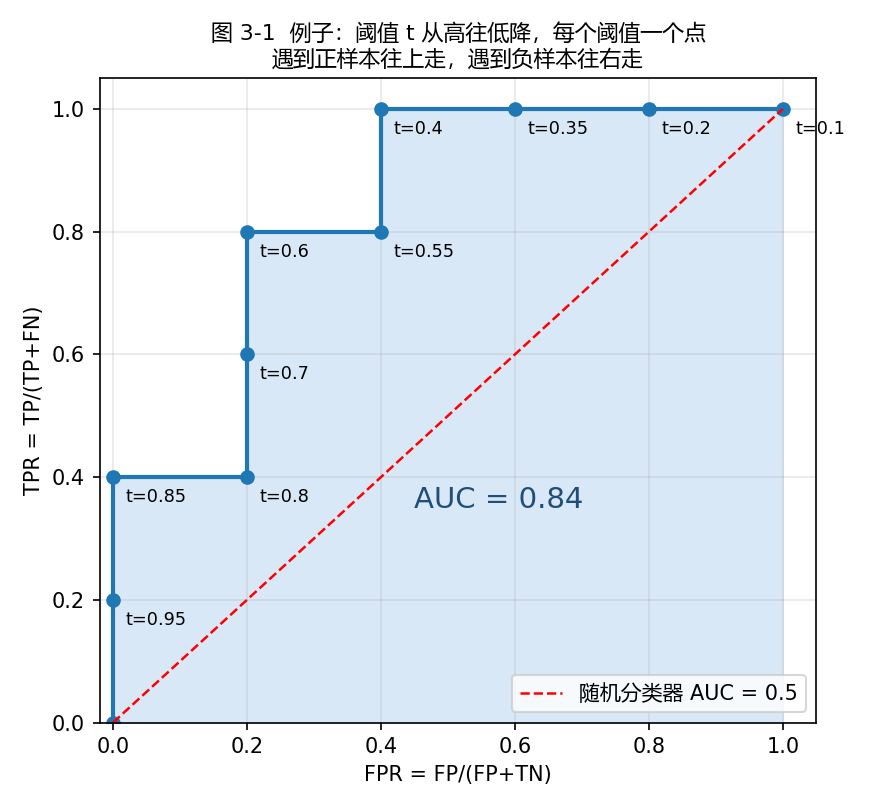 图 3-1 例子：阈值 t 从高往低降，每个阈值一个点
遇到正样本往上走，遇到负样本往右走
TPR = TP/(TP+FN)
1.0
0.8
0.6
0.4
0.2
0.0
t=0.4
t=0.35
t=0.2
t=0.1
t=0.6
t=0.55
t=0.7
t=0.85
t=0.8
t=0.95
AUC = 0.84
随机分类器 AUC = 0.5
0.0
0.2
0.4
0.6
0.8
1.0
FPR = FP/(FP+TN)